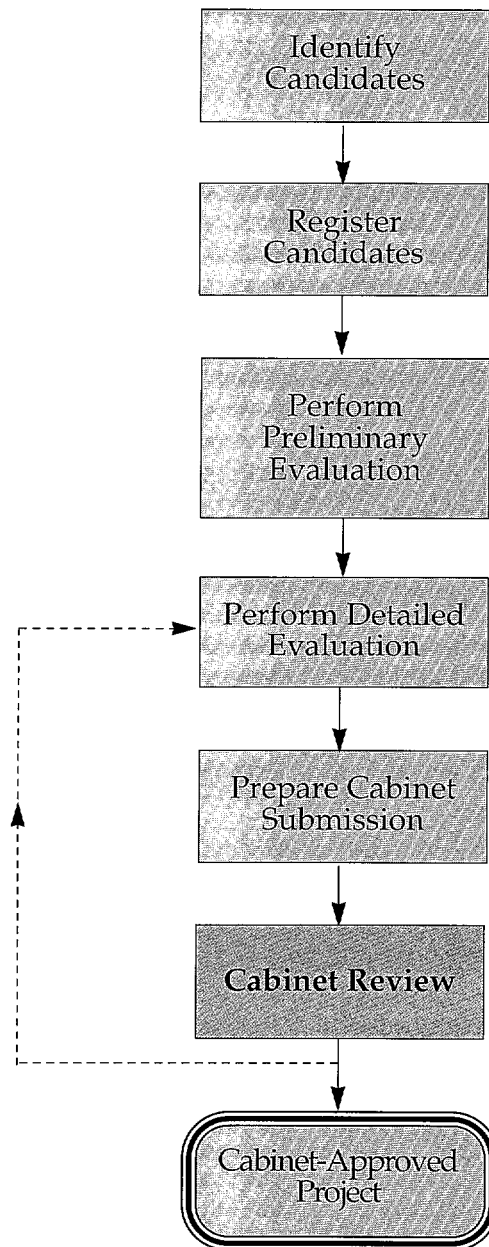 Identify
Candidates
Register
Candidates
Perform
Preliminary
Evaluation
Perform Detailed
Evaluation
Prepare Cabinet
Submission
Cabinet Review
Cabinet-Approved
Project